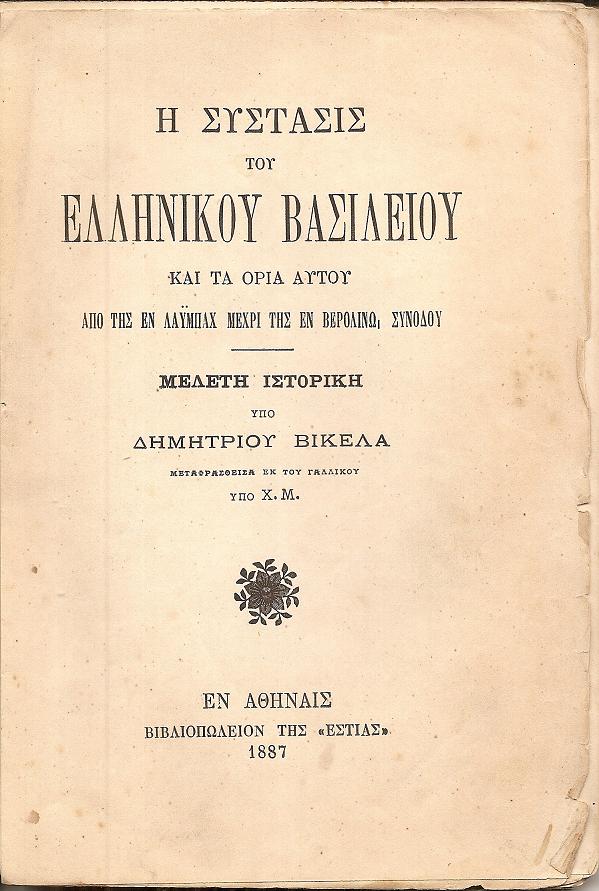 Η ΣΥΣΤΑΣΙΣ
ΤΟΥ
ΕΛΛΗΝΙΚΟΥ ΒΑΣΙΛΕΙΟΥ
ΚΑΙ ΤΑ ΟΡΙΑ ΑΥΤΟΥ
ΑΠΟ ΤΗΣ ΕΝ ΛΑΫΜΠΑΧ ΜΕΧΡΙ ΤΗΣ ΕΝ ΒΕΡΟΛΙΝΩι ΣΥΝΟΔΟΥ
ΜΕΛΕΤΗ ΙΣΤΟΡΙΚΗ
ΥΠΟ
ΔΗΜΗΤΡΙΟΥ ΒΙΚΕΛΑ
ΜΕΤΑΦΡΑΣΘΕΙΣΑ ΕΚ ΤΟΥ ΓΑΛΛΙΚΟΥ
ΥΠΟ Χ. Μ.
ΕΝ ΑΘΗΝΑΙΣ
ΒΙΒΛΙΟΠΩΛΕΙΟΝ ΤΗΣ «ΕΣΤΙΑΣ»
1887